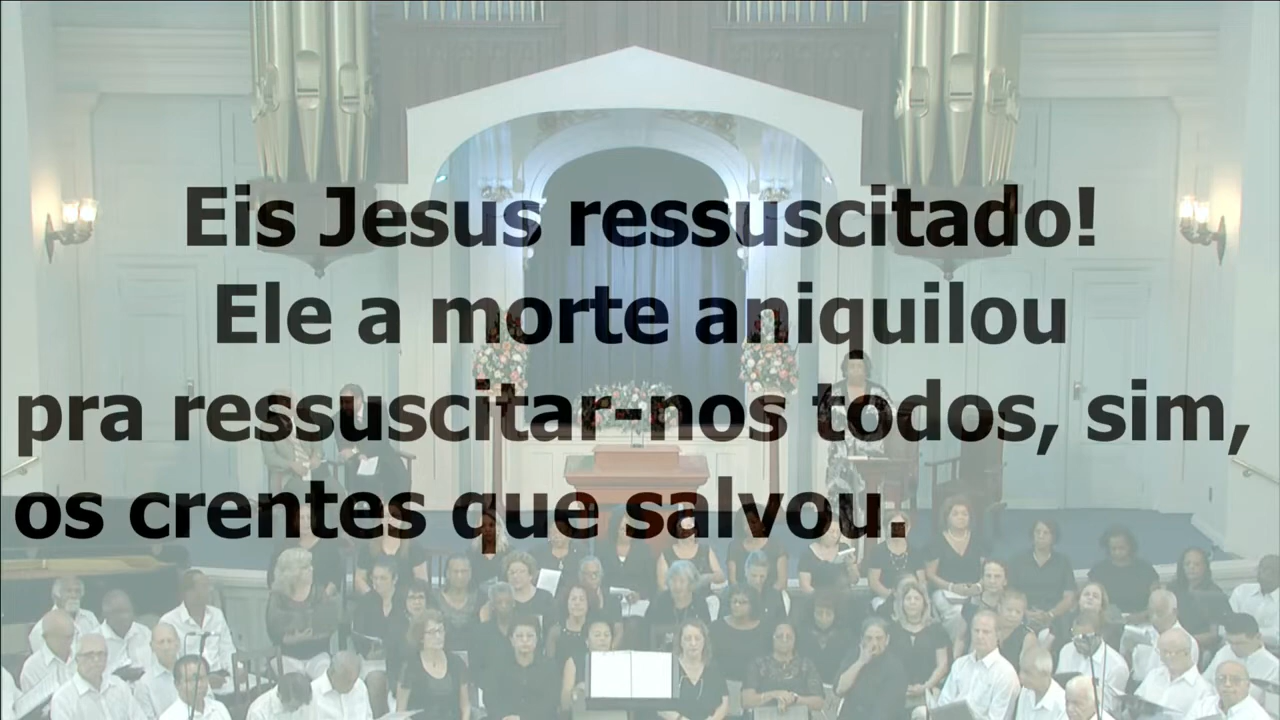 Eis Jesus ressuscitado!
Ele a morte aniquilou
pra ressuscitar-nos todos, sim,
os crentes que salvou.